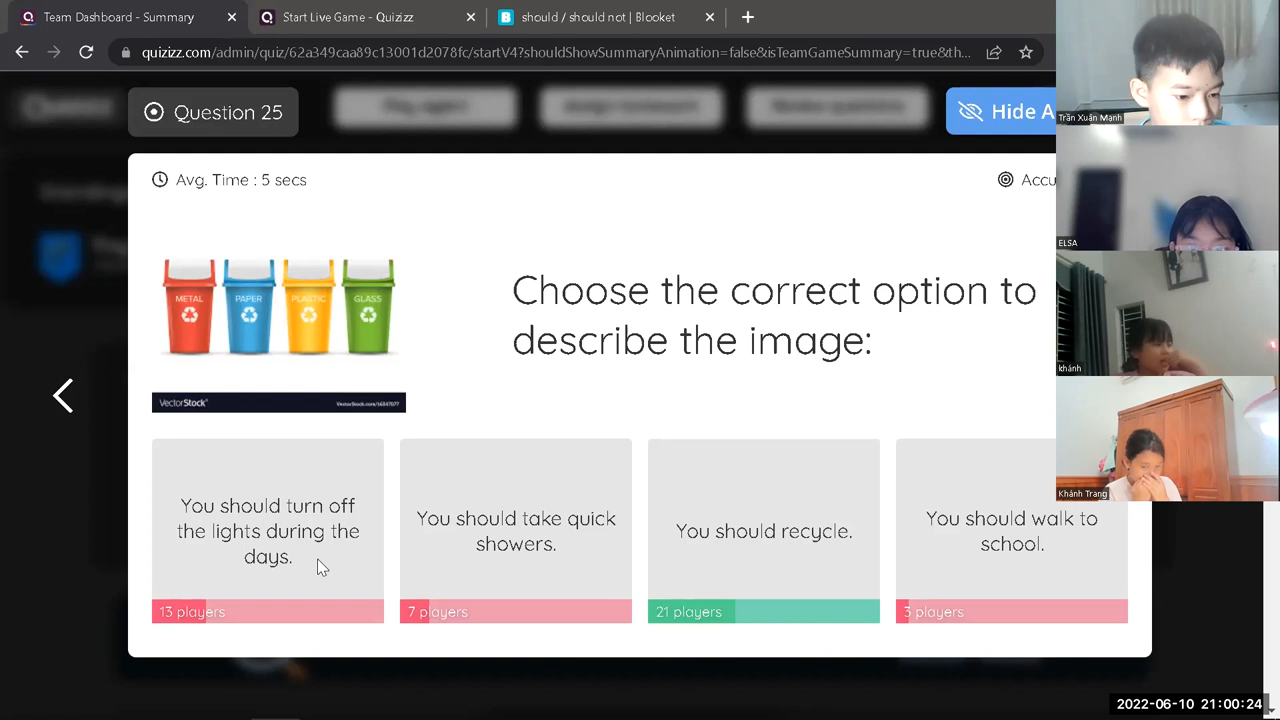 Team Dashboard - Summary
Start Live Game - Quizizz
should / should not | Blooket
quizizz.com/admin/quiz/62a349caa89c13001d2078fc/startV4?shouldShowSummaryAnimation=false&isTeamGameSummary=true&th...
Question 25
Hide A
Avg. Time : 5 secs
Accu
METAL
PAPER
PLASTIC
GLASS
VectorStock®
VectorStock.com/16847077
Choose the correct option to
describe the image:
You should turn off
the lights during the
days.
13 players
You should take quick
showers.
7 players
You should recycle.
21 players
You should walk to
school.
3 players
Trần Xuân Mạnh
ELSA
khánh
Khánh Trang
2022-06-10 21:00:24